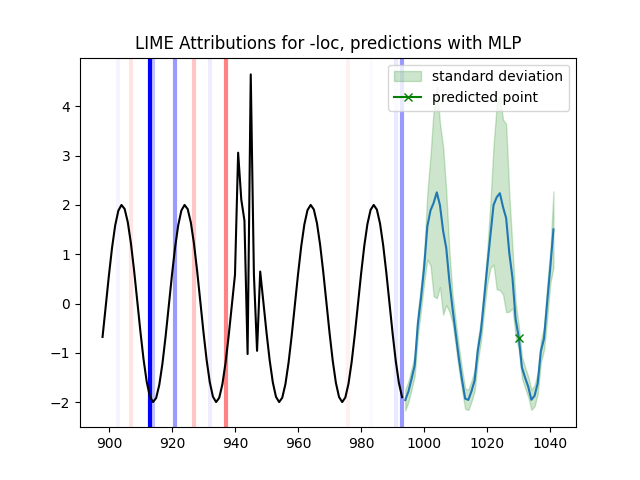 LIME Attributions for -loc, predictions with MLP
standard deviation
predicted point
4
3
2
1
0
−1
−2
900 920 940 960 980 1000 1020 1040